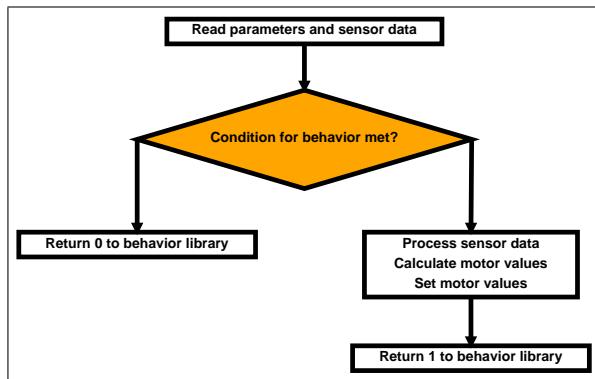 Read parameters and sensor data
Condition for behavior met?
Return 0 to behavior library
Process sensor data
Calculate motor values
Set motor values
Return 1 to behavior library